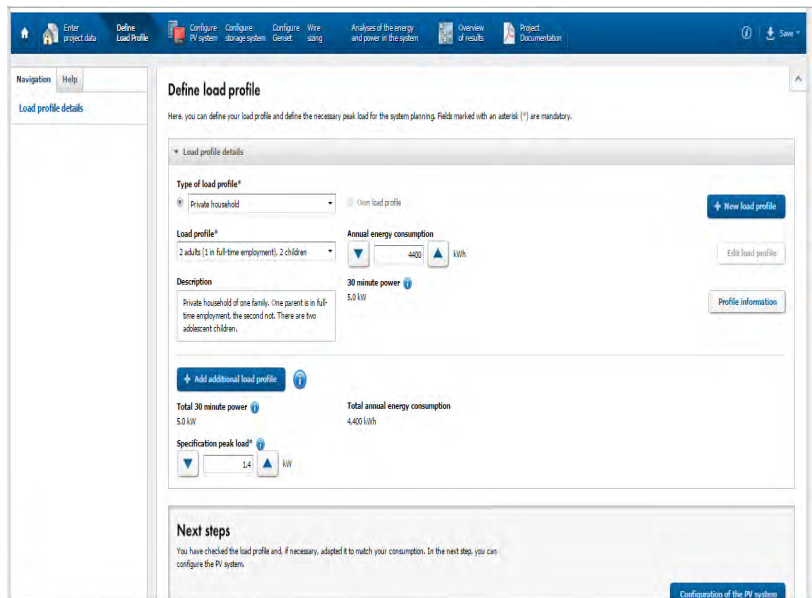 Enter project data
Define Load Profile
Configure PV system
Configure storage system
Configure Genset
Wire sizing
Analyses of the energy and power in the system
Overview of results
Project Documentation
Save
Navigation
Help
Load profile details
Define load profile
Here, you can define your load profile and define the necessary peak load for the system planning. Fields marked with an asterisk (*) are mandatory.
Load profile details
Type of load profile*
Private household
Own load profile
+ New load profile
Load profile*
Annual energy consumption
2 adults (1 in full-time employment), 2 children
4400
kWh
Edit load profile
Description
30 minute power
Private household of one family. One parent is in full-
time employment, the second not. There are two
adolescent children.
5.0 kW
Profile information
+ Add additional load profile
Total 30 minute power
Total annual energy consumption
5.0 kW
4,400 kWh
Specification peak load*
1.4
kW
Next steps
You have checked the load profile and, if necessary, adapted it to match your consumption. In the next step, you can
configure the PV system.
Configuration of the PV system